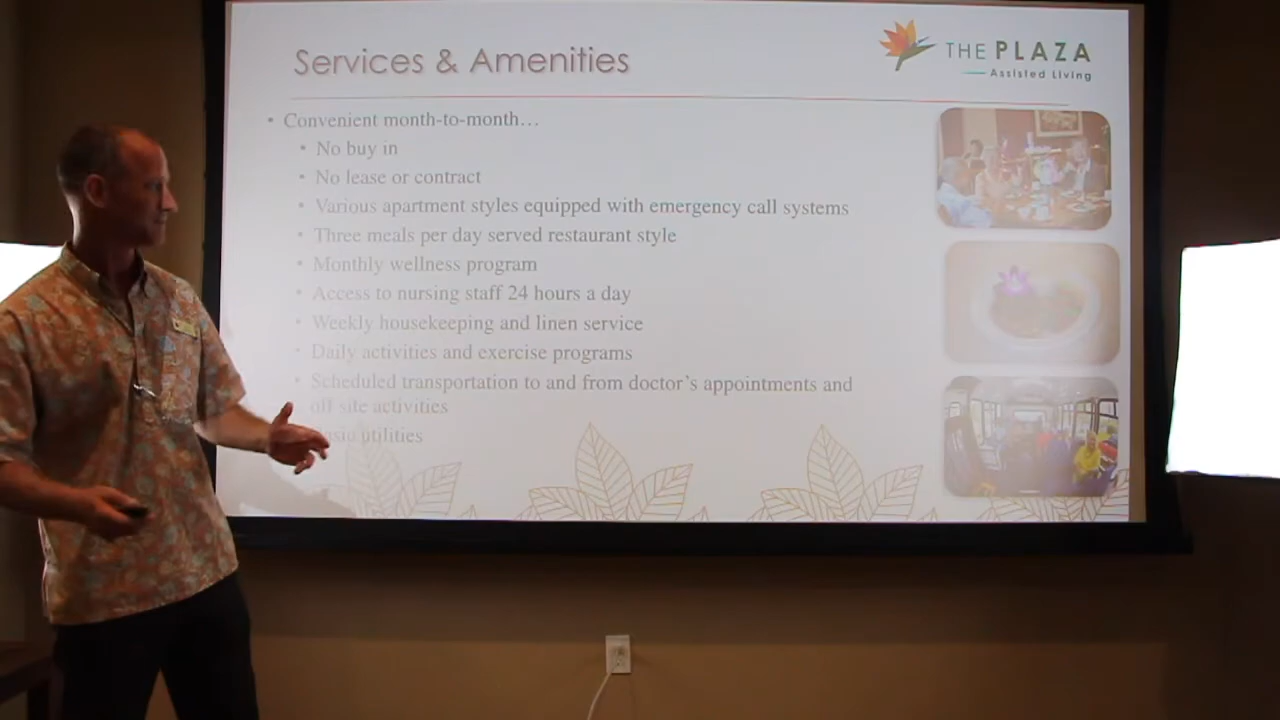 Services & Amenities
THE PLAZA
Assisted Living
• Convenient month-to-month…
• No buy in
• No lease or contract
• Various apartment styles equipped with emergency call systems
• Three meals per day served restaurant style
• Monthly wellness program
• Access to nursing staff 24 hours a day
• Weekly housekeeping and linen service
• Daily activities and exercise programs
• Scheduled transportation to and from doctor's appointments and
off site activities
utilities